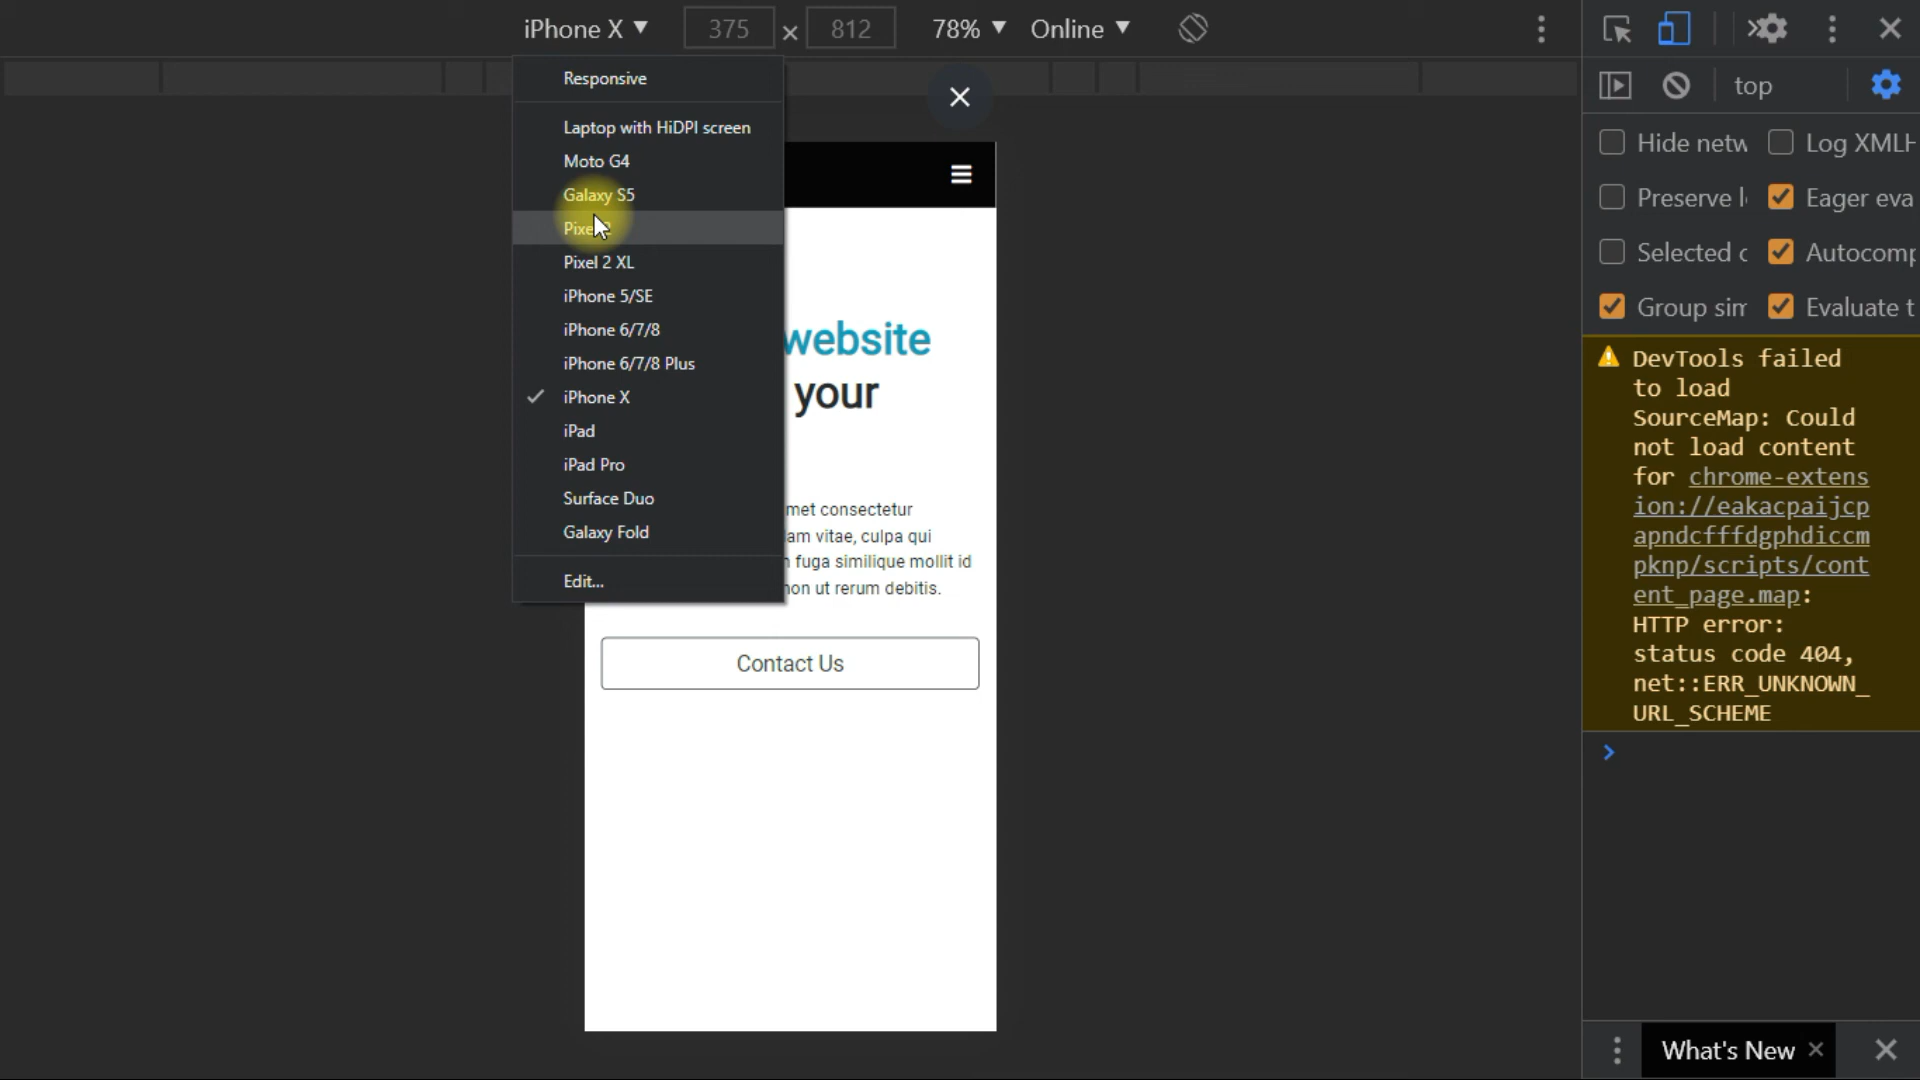 iPhone X ▼ 375 × 812 78% ▼ Online ▼
Responsive
Laptop with HiDPI screen
Moto G4
Galaxy S5
Pixel 2
Pixel 2 XL
iPhone 5/SE
iPhone 6/7/8
iPhone 6/7/8 Plus
iPhone X
iPad
iPad Pro
Surface Duo
Galaxy Fold
Edit...
website
your
met consectetur
am vitae, culpa qui
fuga similique mollit id
non ut rerum debitis.
Contact Us
top
Hide netw Log XMLH
Preserve l Eager eva
Selected c Autocomp
Group sim Evaluate t
DevTools failed
to load
SourceMap: Could
not load content
for chrome-extens
ion://eakacpaijcp
apndcfffdgphdiccm
pknp/scripts/cont
ent_page.map:
HTTP error:
status code 404,
net::ERR_UNKNOWN_
URL_SCHEME
What's New